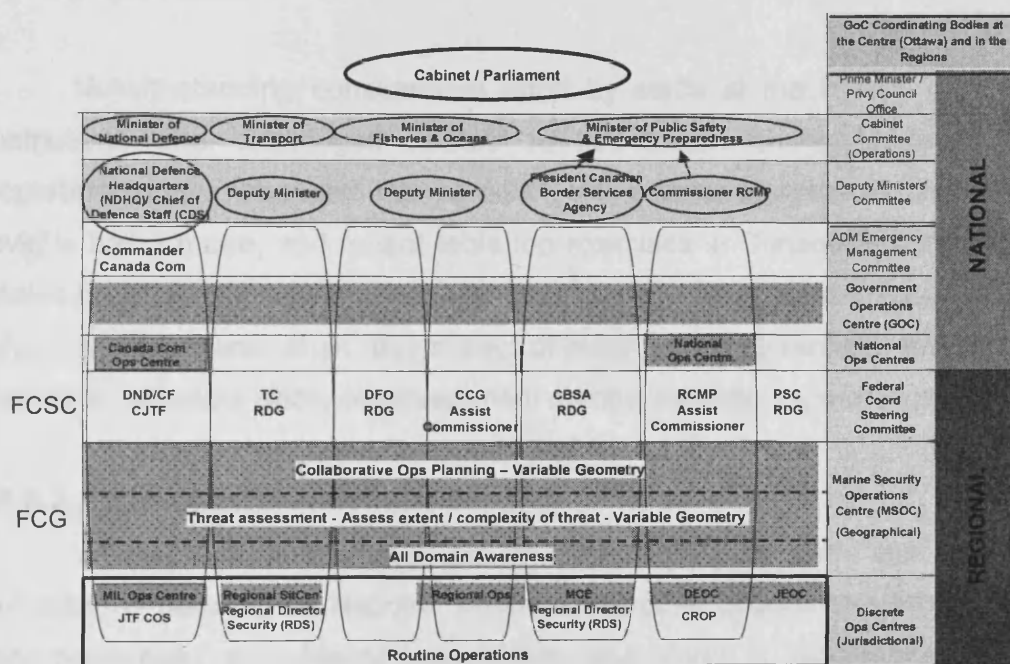 GoC Coordinating Bodies at
the Centre (Ottawa) and in the
Regions
Cabinet / Parliament
Prime Minister /
Privy Council
Office
Minister of
National Defence
Minister of
Transport
Minister of
Fisheries & Oceans
Minister of Public Safety
& Emergency Preparedness
Cabinet
Committee
(Operations)
National Defence
Headquarters
(NDHQ)/ Chief of
Defence Staff (CDS)
Deputy Minister
Deputy Minister
President Canadian
Border Services
Agency
Commissioner RCMP
Deputy Ministers'
Committee
Commander
Canada Com
ADM Emergency
Management
Committee
NATIONAL
Government
Operations
Centre (GOC)
Canada Com
Ops Centre
National
Ops Centre
National
Ops Centres
FCSC
DND/CF
CJTF
TC
RDG
DFO
RDG
CCG
Assist
Commissioner
CBSA
RDG
RCMP
Assist
Commissioner
PSC
RDG
Federal
Coord
Steering
Committee
FCG
Collaborative Ops Planning – Variable Geometry
Threat assessment - Assess extent / complexity of threat - Variable Geometry
All Domain Awareness
Marine Security
Operations
Centre (MSOC)
(Geographical)
REGIONAL
MIL Ops Centre
JTF COS
Regional SitCen
Regional Director
Security (RDS)
Regional Ops
MCE
Regional Director
Security (RDS)
DEOC
CROP
JEOC
Discrete
Ops Centres
(Jurisdictional)
Routine Operations